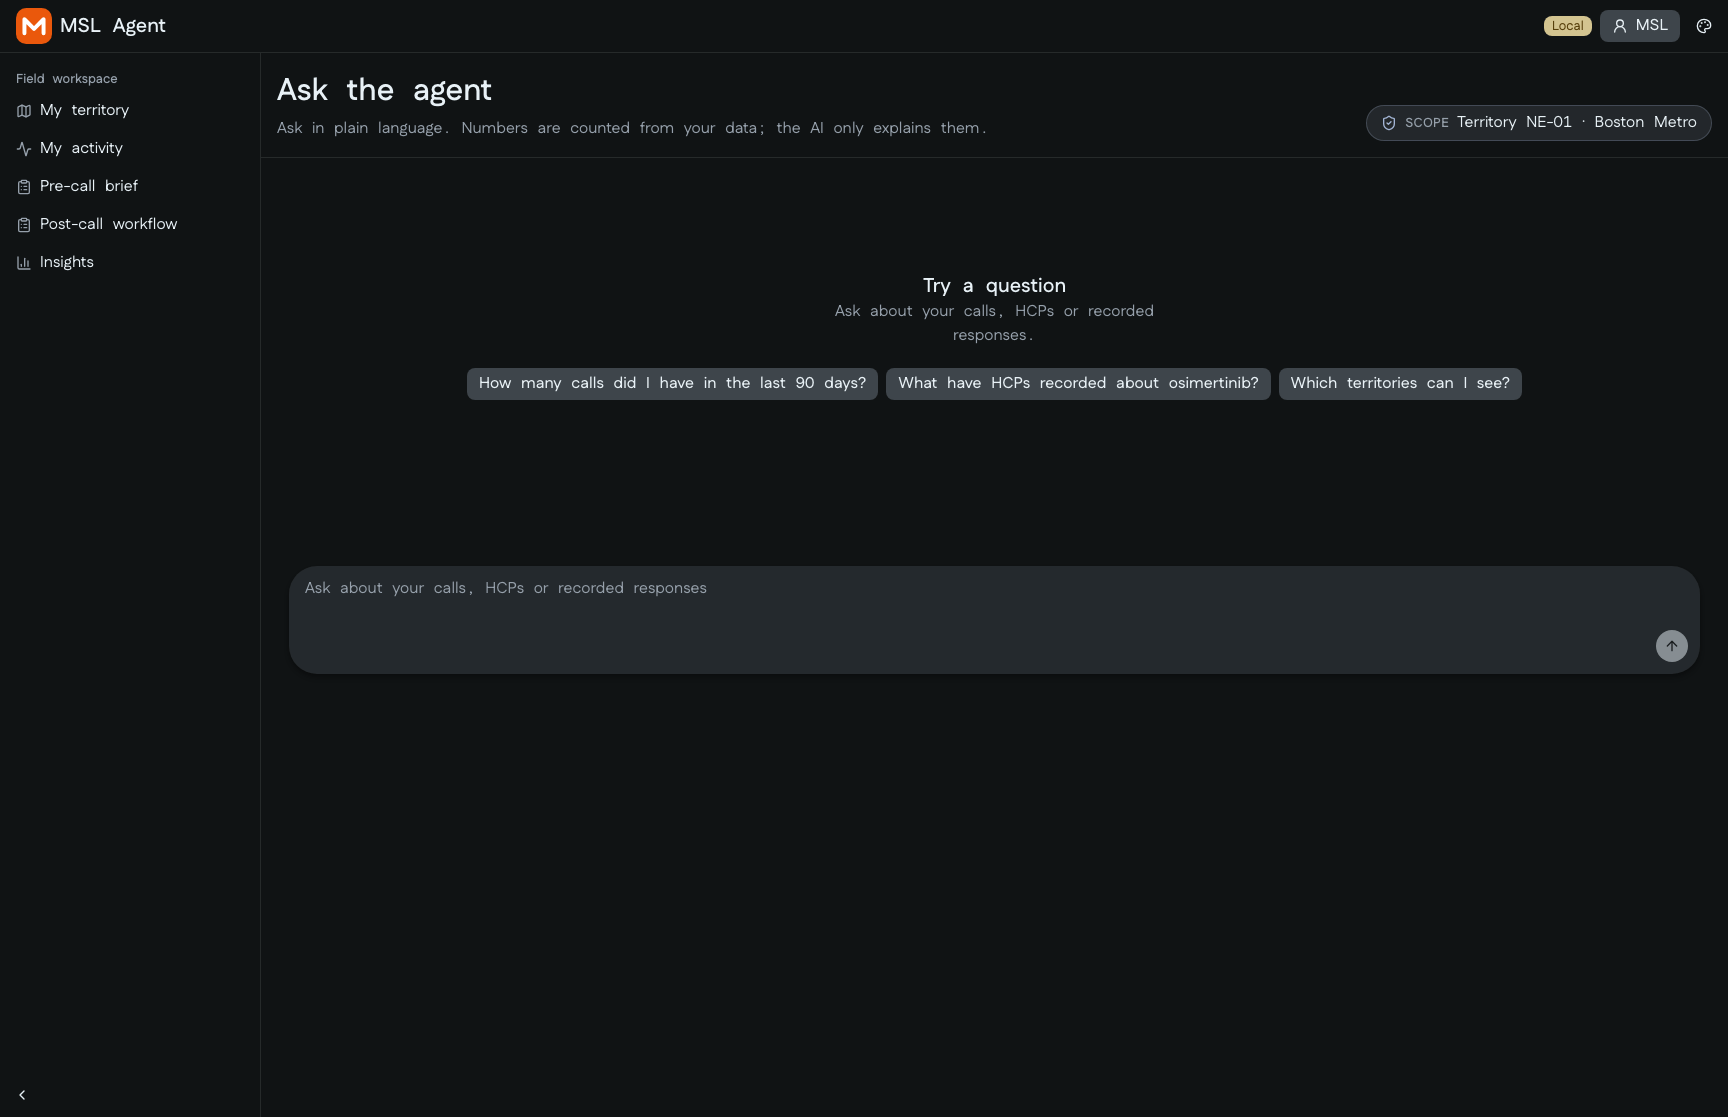 MSL Agent
Local
MSL
Field workspace
My territory
My activity
Pre-call brief
Post-call workflow
Insights
Ask the agent
Ask in plain language. Numbers are counted from your data; the AI only explains them.
SCOPE Territory NE-01 · Boston Metro
Try a question
Ask about your calls, HCPs or recorded
responses.
How many calls did I have in the last 90 days?
What have HCPs recorded about osimertinib?
Which territories can I see?
Ask about your calls, HCPs or recorded responses